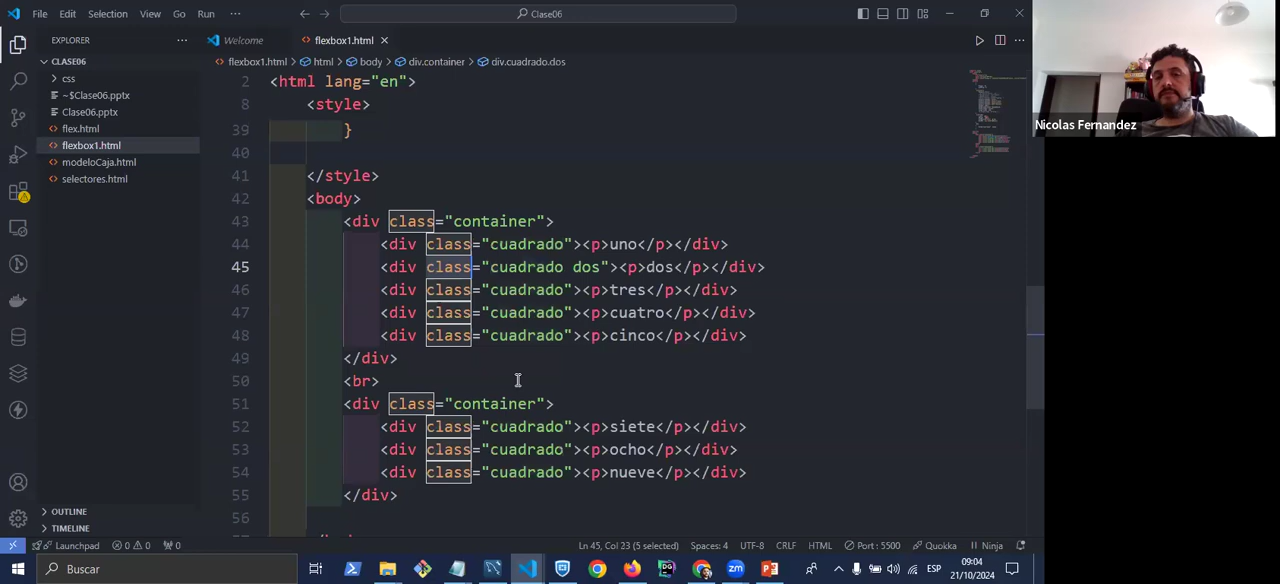 File Edit Selection View Go Run ··· Clase06
EXPLORER ··· Welcome flexbox1.html
CLASE06 flexbox1.html > html > body > div.container > div.cuadrado.dos
css
~$Clase06.pptx
Clase06.pptx
flex.html
flexbox1.html
modeloCaja.html
selectores.html
OUTLINE
TIMELINE
2 <html lang="en">
8 <style>
39 }
40
41 </style>
42 <body>
43 <div class="container">
44 <div class="cuadrado"><p>uno</p></div>
45 <div class="cuadrado dos"><p>dos</p></div>
46 <div class="cuadrado"><p>tres</p></div>
47 <div class="cuadrado"><p>cuatro</p></div>
48 <div class="cuadrado"><p>cinco</p></div>
49 </div>
50 <br>
51 <div class="container">
52 <div class="cuadrado"><p>siete</p></div>
53 <div class="cuadrado"><p>ocho</p></div>
54 <div class="cuadrado"><p>nueve</p></div>
55 </div>
56
Nicolas Fernandez
Launchpad 0 0 0 Ln 45, Col 23 (5 selected) Spaces: 4 UTF-8 CRLF HTML Port : 5500 Quokka Ninja
Buscar zm ESP 09:04
21/10/2024